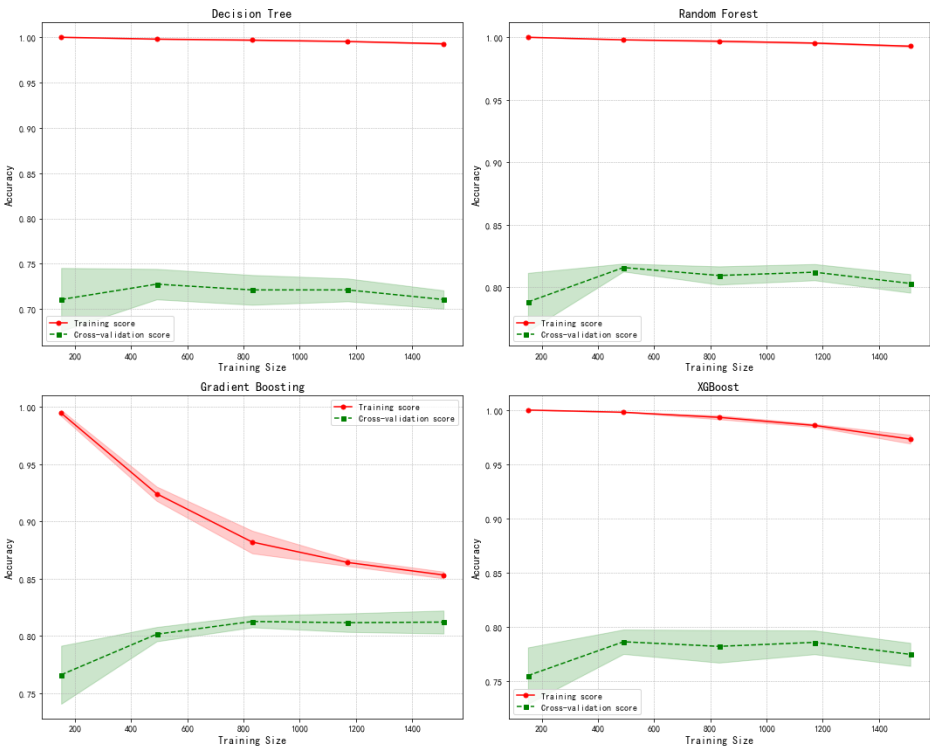 Decision Tree
Accuracy
1.00
0.95
0.90
0.85
0.80
0.75
0.70
Training score
Cross-validation score
200 400 600 800 1000 1200 1400
Training Size
Random Forest
Accuracy
1.00
0.95
0.90
0.85
0.80
Training score
Cross-validation score
200 400 600 800 1000 1200 1400
Training Size
Gradient Boosting
Accuracy
1.00
0.95
0.90
0.85
0.80
0.75
Training score
Cross-validation score
200 400 600 800 1000 1200 1400
Training Size
XGBoost
Accuracy
1.00
0.95
0.90
0.85
0.80
0.75
Training score
Cross-validation score
200 400 600 800 1000 1200 1400
Training Size